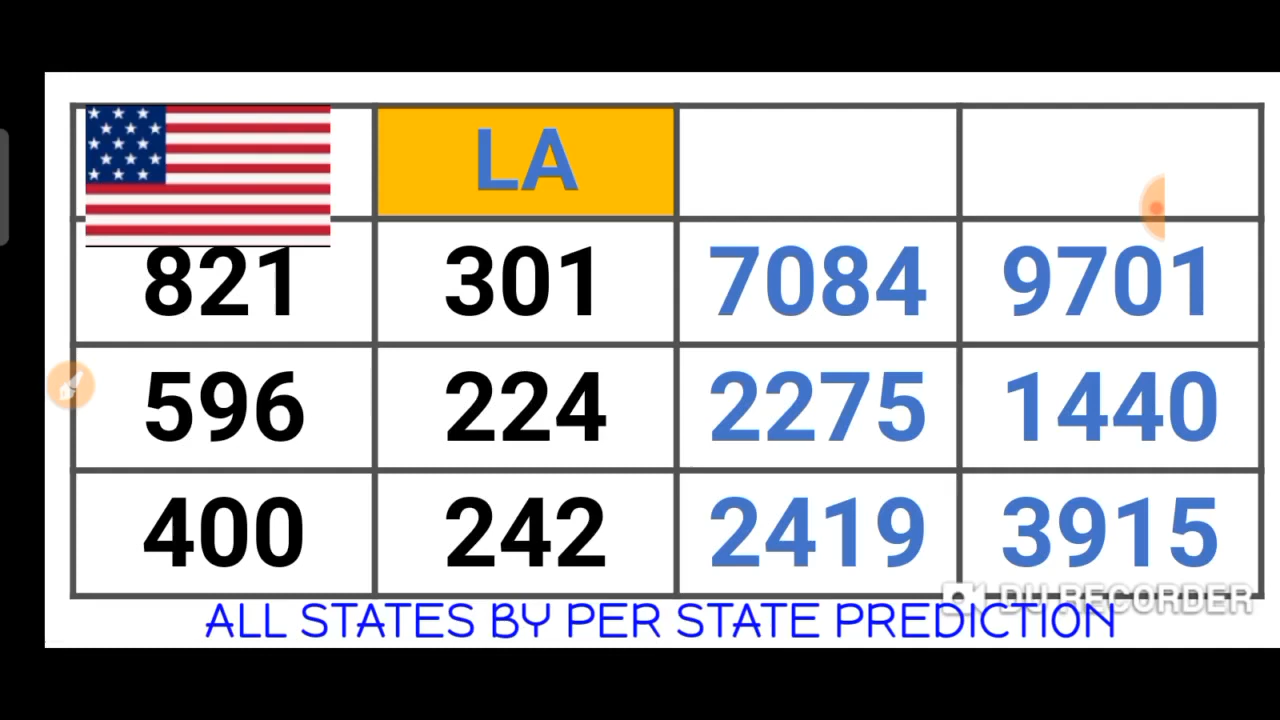 LA
821 301 7084 9701
596 224 2275 1440
400 242 2419 3915
DU RECORDER
ALL STATES BY PER STATE PREDICTION